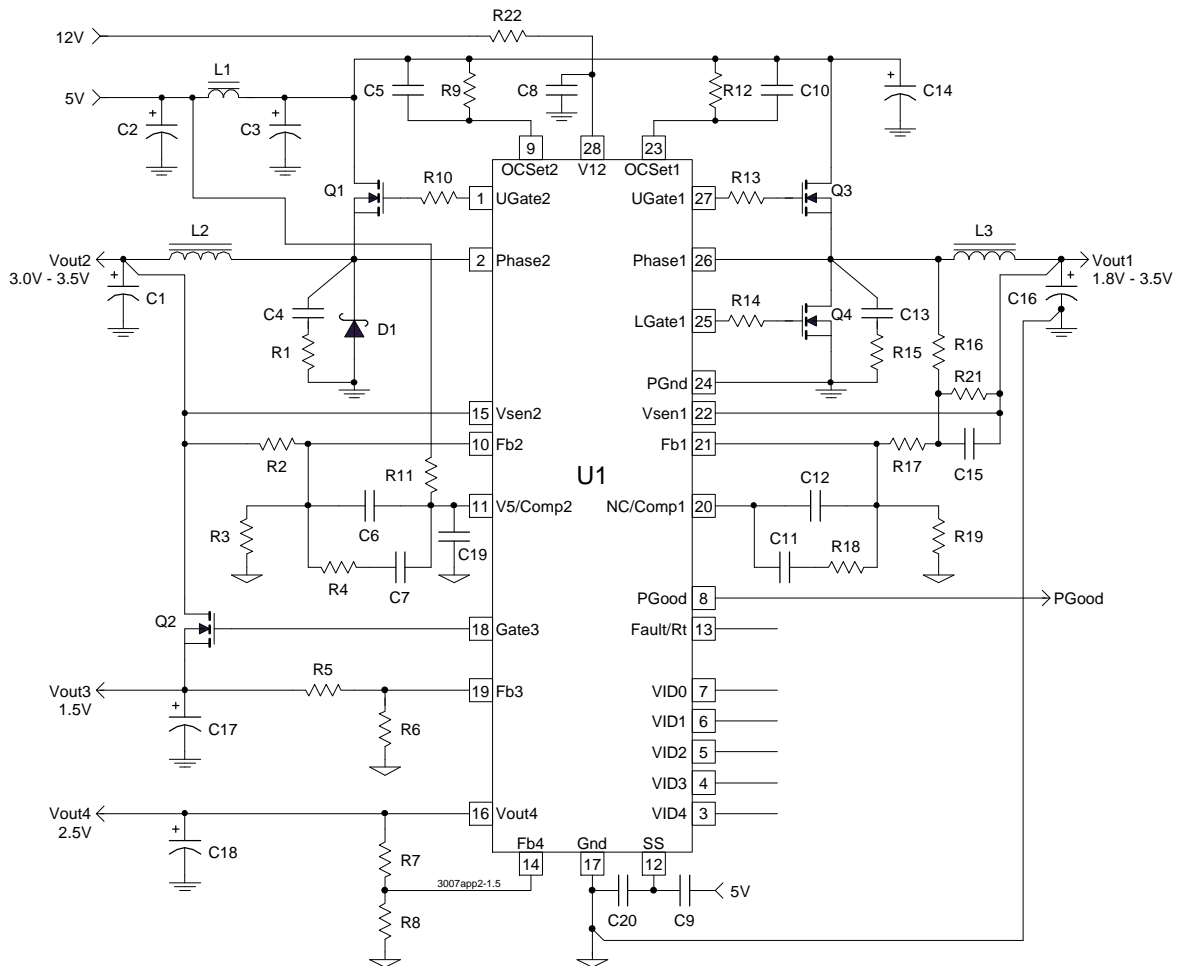 R22
12V
L1
5V
C2
C3
C5
R9
C8
R12
C10
C14
+
+
+
9
28
23
OCSet2
V12
OCSet1
Q1
R10
1
UGate2
UGate1
27
R13
Q3
L2
L3
Vout2
3.0V - 3.5V
2
Phase2
Phase1
26
Vout1
1.8V - 3.5V
+
C1
+
C16
C4
R1
D1
LGate1
25
R14
Q4
C13
R15
R16
R21
PGnd
24
15
Vsen2
Vsen1
22
R2
10
Fb2
Fb1
21
R17
C15
R11
U1
C12
R3
C6
11
V5/Comp2
NC/Comp1
20
C19
R4
C7
C11
R18
R19
PGood
8
PGood
Q2
18
Gate3
Fault/Rt
13
Vout3
1.5V
R5
19
Fb3
VID0
7
+
C17
R6
VID1
6
VID2
5
VID3
4
Vout4
2.5V
16
Vout4
VID4
3
+
C18
R7
Fb4
Gnd
SS
14
17
12
3007app2-1.5
R8
C20
C9
5V